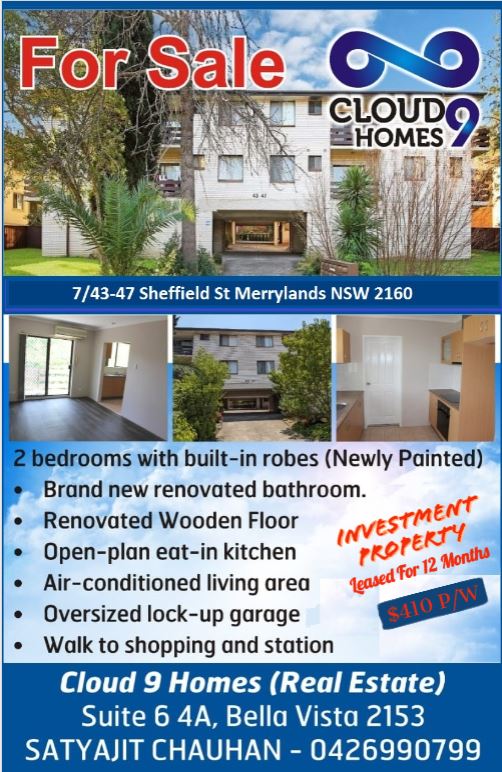 For Sale
CLOUD 9
HOMES
43-47
7/43-47 Sheffield St Merrylands NSW 2160
2 bedrooms with built-in robes (Newly Painted)
• Brand new renovated bathroom.
• Renovated Wooden Floor
• Open-plan eat-in kitchen
• Air-conditioned living area
• Oversized lock-up garage
• Walk to shopping and station
INVESTMENT
PROPERTY
Leased For 12 Months
$410 P/W
Cloud 9 Homes (Real Estate)
Suite 6 4A, Bella Vista 2153
SATYAJIT CHAUHAN - 0426990799